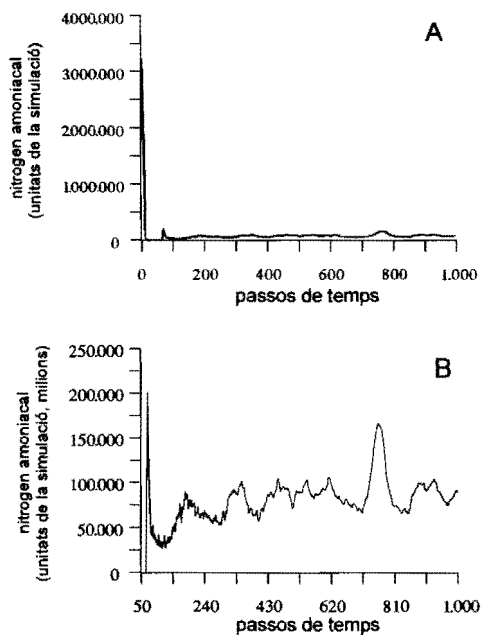 A
nitrogen amoniacal
(unitats de la simulació)
4000.000
3000.000
2000.000
1000.000
0
0 200 400 600 800 1.000
passos de temps
B
nitrogen amoniacal
(unitats de la simulació, milions)
250.000
200.000
150.000
100.000
50.000
0
50 240 430 620 810 1.000
passos de temps